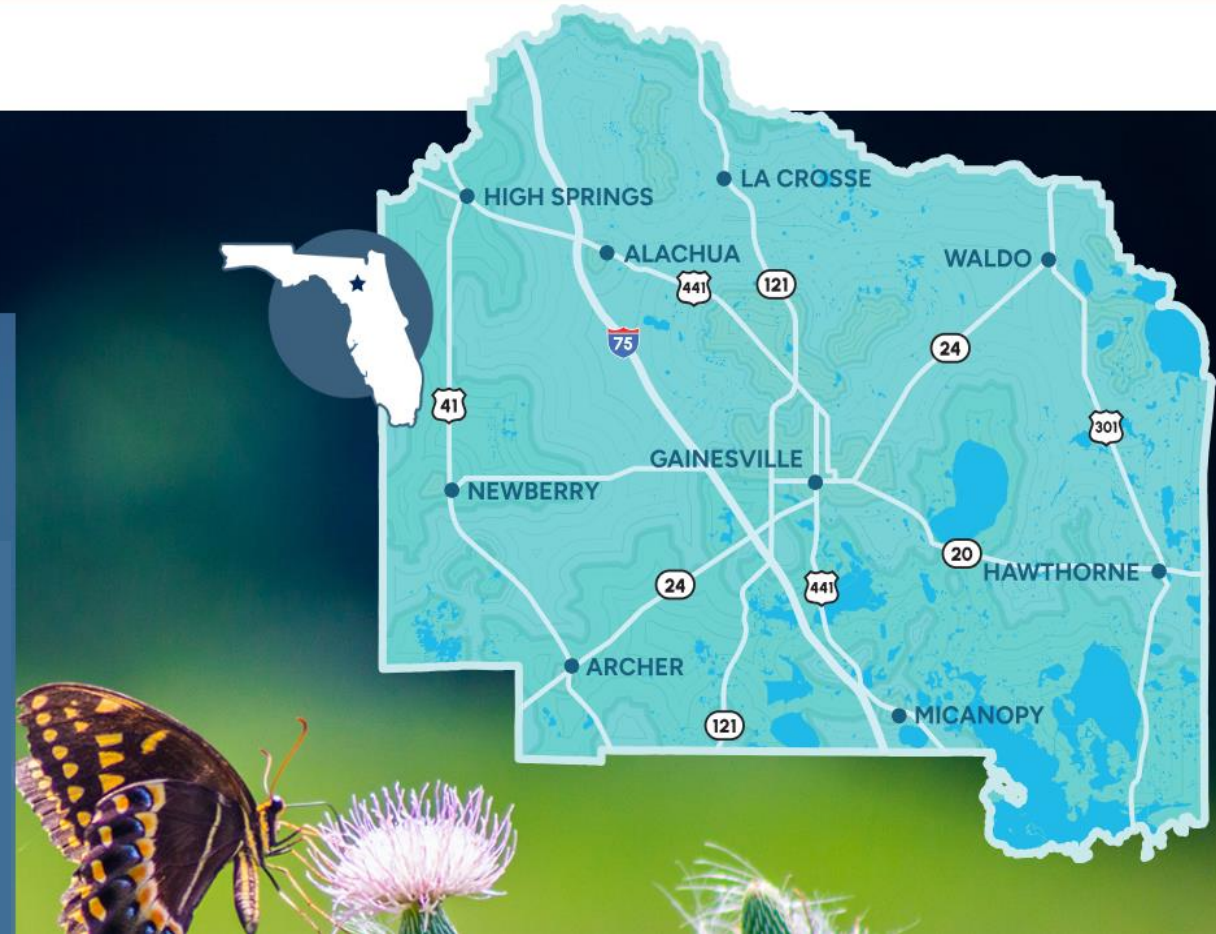 LA CROSSE
HIGH SPRINGS
ALACHUA
WALDO
441
121
75
24
41
301
GAINESVILLE
NEWBERRY
20
HAWTHORNE
24
441
ARCHER
MICANOPY
121